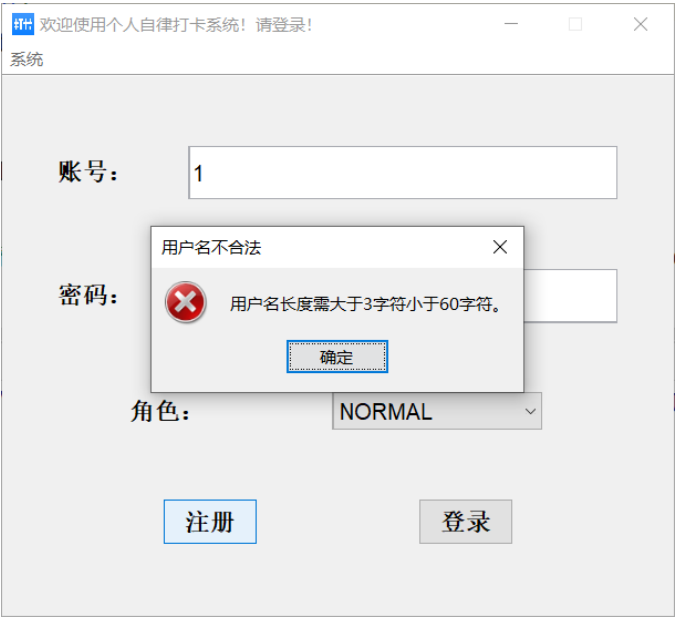 打卡 欢迎使用个人自律打卡系统！请登录！
系统
账号：
1
用户名不合法
密码：
用户名长度需大于3字符小于60字符。
确定
角色：
NORMAL
注册
登录